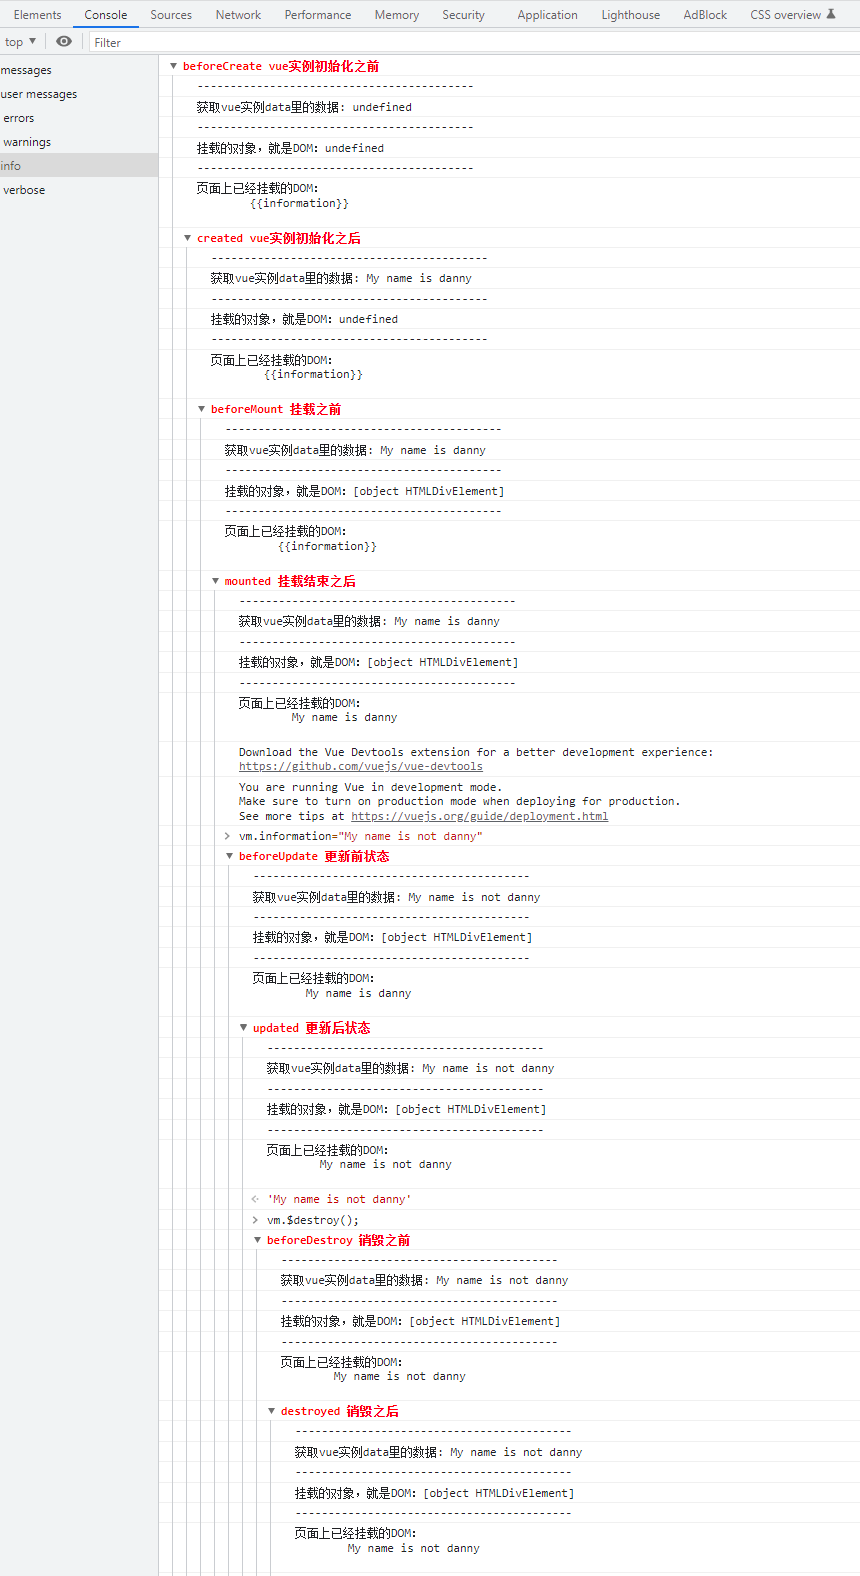 Elements Console Sources Network Performance Memory Security Application Lighthouse AdBlock CSS overview
top Filter
messages
user messages
errors
warnings
info
verbose
beforeCreate vue实例初始化之前
------------------------------------------
获取vue实例data里的数据: undefined
------------------------------------------
挂载的对象，就是DOM: undefined
------------------------------------------
页面上已经挂载的DOM:
{{information}}
created vue实例初始化之后
------------------------------------------
获取vue实例data里的数据: My name is danny
------------------------------------------
挂载的对象，就是DOM: undefined
------------------------------------------
页面上已经挂载的DOM:
{{information}}
beforeMount 挂载之前
------------------------------------------
获取vue实例data里的数据: My name is danny
------------------------------------------
挂载的对象，就是DOM: [object HTMLDivElement]
------------------------------------------
页面上已经挂载的DOM:
{{information}}
mounted 挂载结束之后
------------------------------------------
获取vue实例data里的数据: My name is danny
------------------------------------------
挂载的对象，就是DOM: [object HTMLDivElement]
------------------------------------------
页面上已经挂载的DOM:
My name is danny
Download the Vue Devtools extension for a better development experience:
https://github.com/vuejs/vue-devtools
You are running Vue in development mode.
Make sure to turn on production mode when deploying for production.
See more tips at https://vuejs.org/guide/deployment.html
> vm.information="My name is not danny"
beforeUpdate 更新前状态
------------------------------------------
获取vue实例data里的数据: My name is not danny
------------------------------------------
挂载的对象，就是DOM: [object HTMLDivElement]
------------------------------------------
页面上已经挂载的DOM:
My name is danny
updated 更新后状态
------------------------------------------
获取vue实例data里的数据: My name is not danny
------------------------------------------
挂载的对象，就是DOM: [object HTMLDivElement]
------------------------------------------
页面上已经挂载的DOM:
My name is not danny
'My name is not danny'
> vm.$destroy();
beforeDestroy 销毁之前
------------------------------------------
获取vue实例data里的数据: My name is not danny
------------------------------------------
挂载的对象，就是DOM: [object HTMLDivElement]
------------------------------------------
页面上已经挂载的DOM:
My name is not danny
destroyed 销毁之后
------------------------------------------
获取vue实例data里的数据: My name is not danny
------------------------------------------
挂载的对象，就是DOM: [object HTMLDivElement]
------------------------------------------
页面上已经挂载的DOM:
My name is not danny